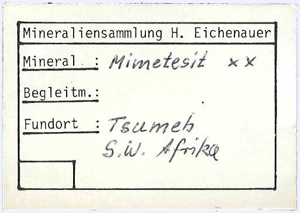 Mineraliensammlung H. Eichenauer
Mineral : Mimetesit xx
Begleitm.:
Fundort : Tsumeb
S.W. Afrika